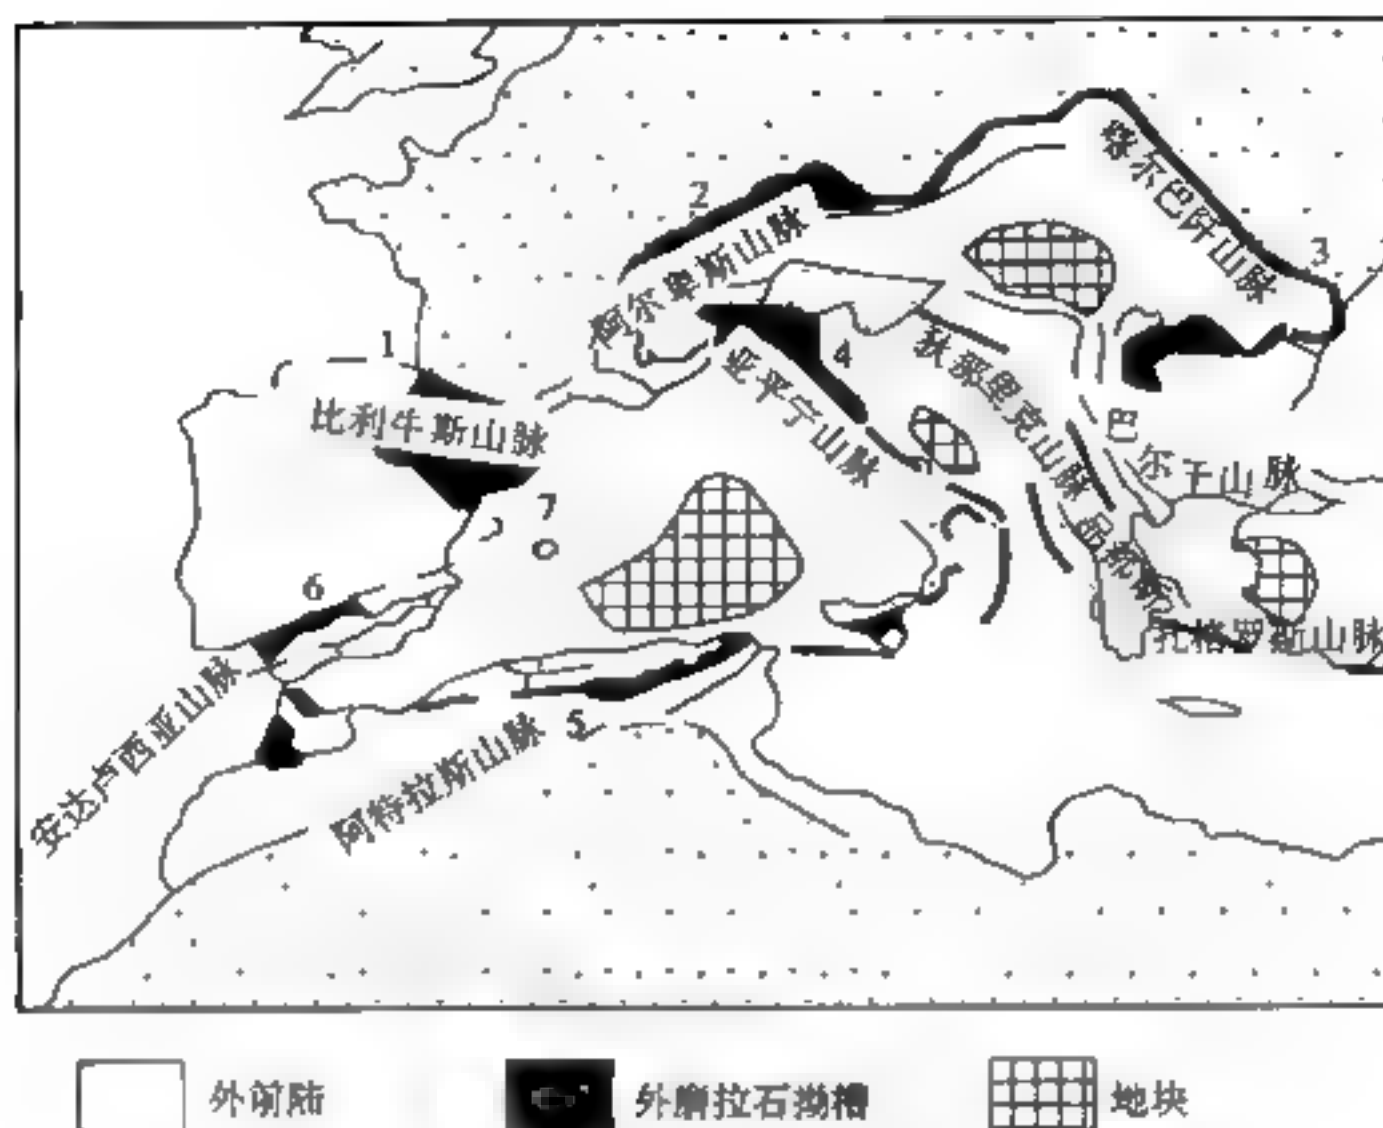 2
喀尔巴阡山脉
3
阿尔卑斯山脉
1
4
狄那里克山脉
亚平宁山脉
比利牛斯山脉
巴尔干山脉
7
6
扎格罗斯山脉
安达卢西亚山脉
5
阿特拉斯山脉
外前陆
外磨拉石拗槽
地块